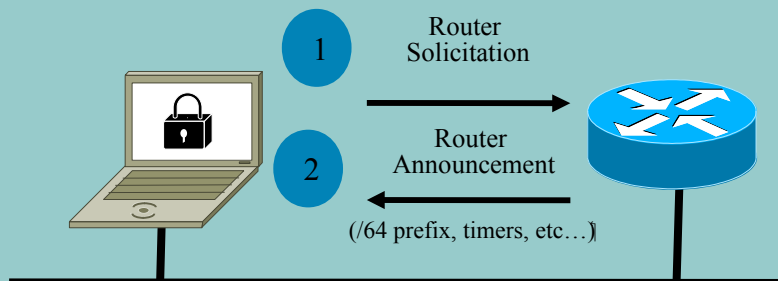 1
Router
Solicitation
2
Router
Announcement
(/64 prefix, timers, etc…)